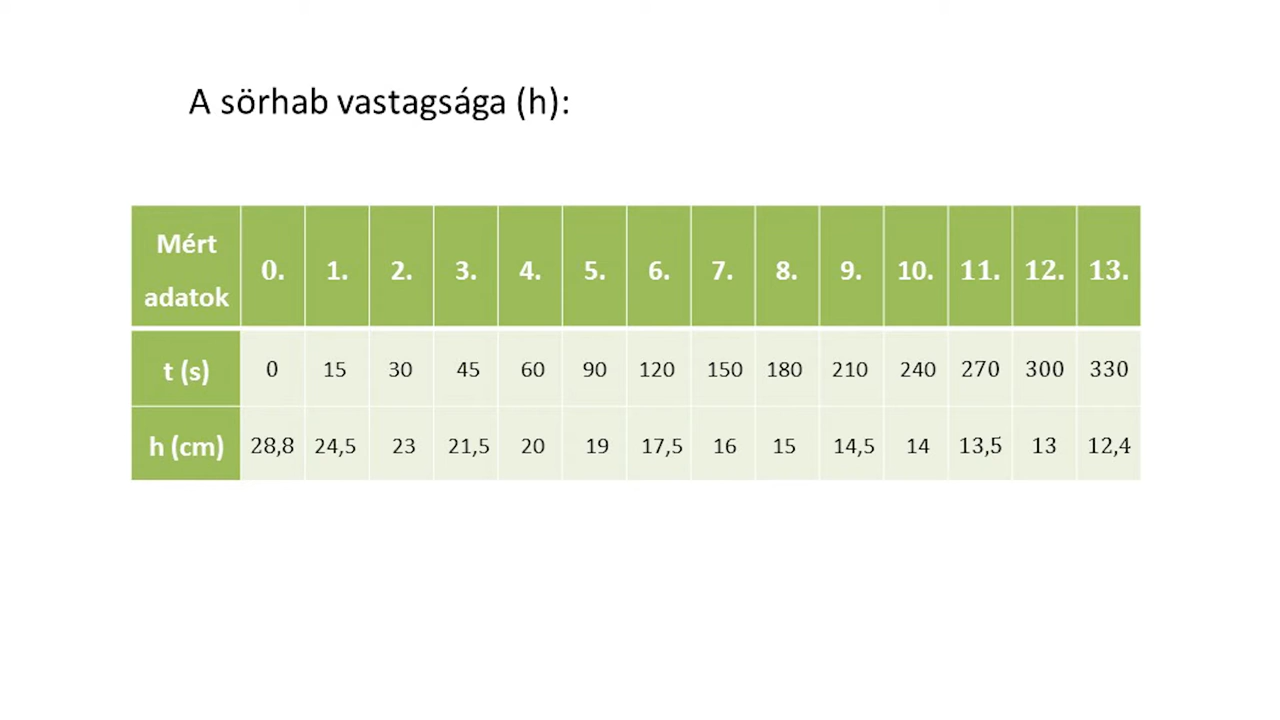 A sörhab vastagsága (h):
Mért adatok 0. 1. 2. 3. 4. 5. 6. 7. 8. 9. 10. 11. 12. 13.
t (s) 0 15 30 45 60 90 120 150 180 210 240 270 300 330
h (cm) 28,8 24,5 23 21,5 20 19 17,5 16 15 14,5 14 13,5 13 12,4